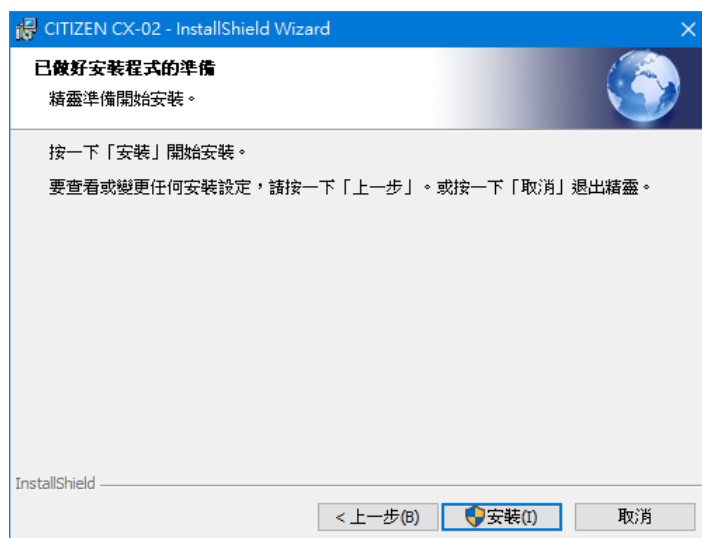 CITIZEN CX-02 - InstallShield Wizard
已做好安裝程式的準備
精靈準備開始安裝。
按一下「安裝」開始安裝。
要查看或變更任何安裝設定，請按一下「上一步」。或按一下「取消」退出精靈。
InstallShield
< 上一步(B)
安裝(I)
取消